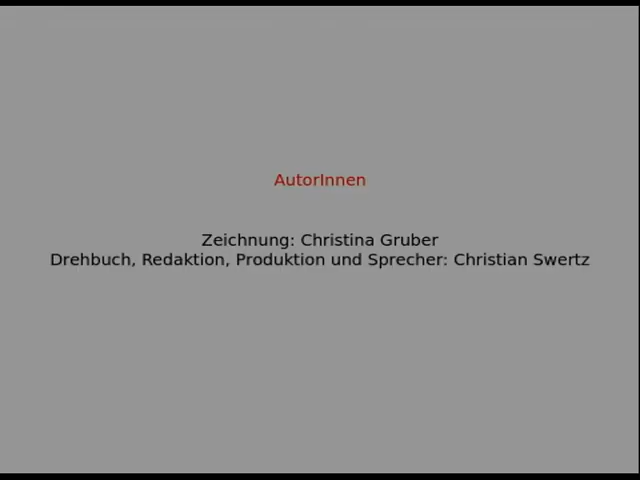 AutorInnen
Zeichnung: Christina Gruber
Drehbuch, Redaktion, Produktion und Sprecher: Christian Swertz